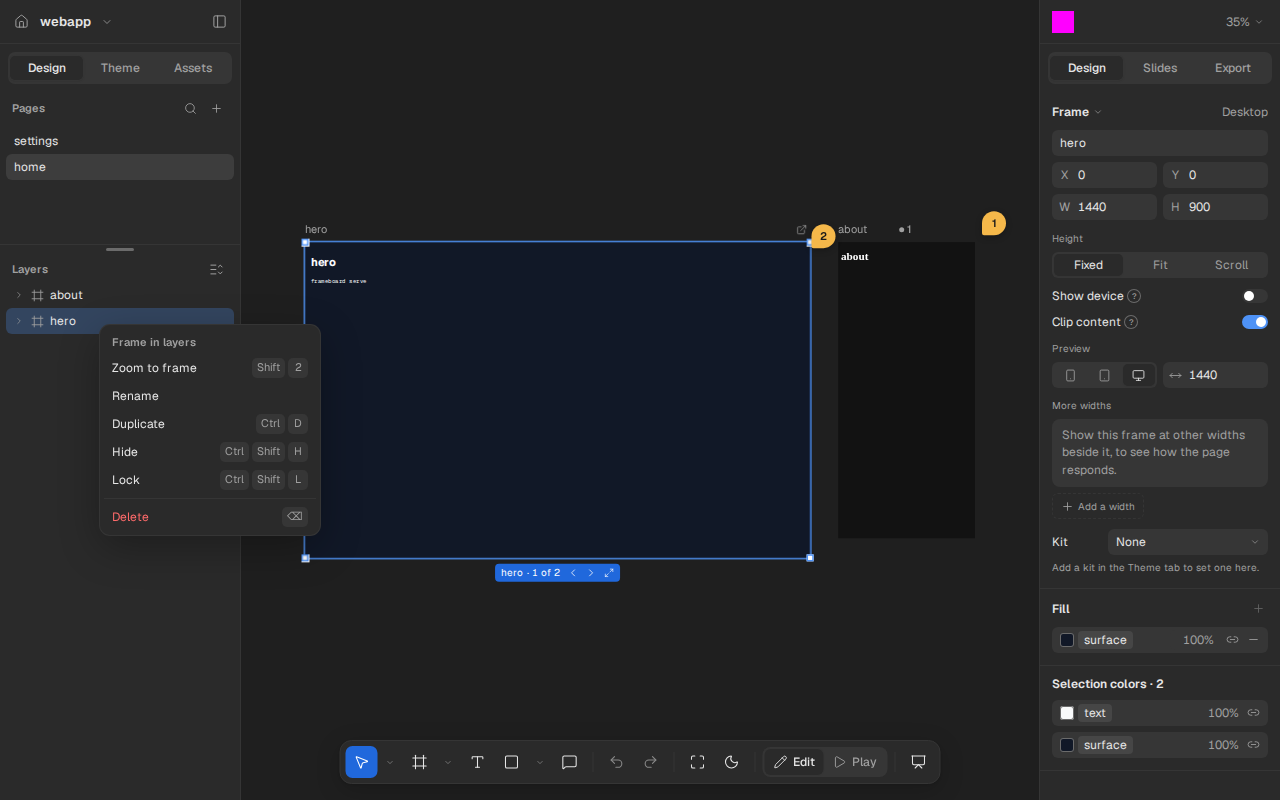 webapp
Design Theme Assets
Pages
settings
home
Layers
about
hero
Frame in layers
Zoom to frame Shift 2
Rename
Duplicate Ctrl D
Hide Ctrl Shift H
Lock Ctrl Shift L
Delete ⌫
hero
2
about 1
1
hero
frameboard serve
about
hero · 1 of 2
Edit Play
35%
Design Slides Export
Frame Desktop
hero
X 0 Y 0
W 1440 H 900
Height
Fixed Fit Scroll
Show device ?
Clip content ?
Preview
1440
More widths
Show this frame at other widths
beside it, to see how the page
responds.
Add a width
Kit None
Add a kit in the Theme tab to set one here.
Fill
surface 100%
Selection colors · 2
text 100%
surface 100%